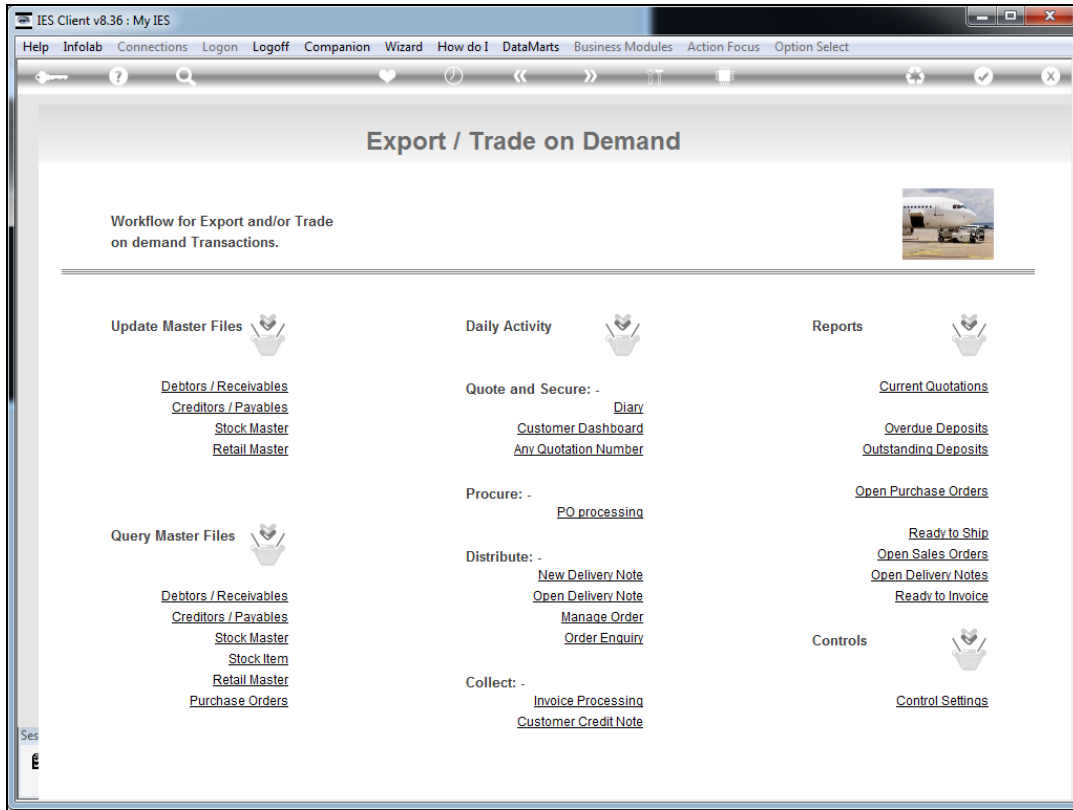 IES Client v8.36 : My IES
Help Infolab Connections Logon Logoff Companion Wizard How do I DataMarts Business Modules Action Focus Option Select
Export / Trade on Demand
Workflow for Export and/or Trade
on demand Transactions.
Update Master Files
Debtors / Receivables
Creditors / Payables
Stock Master
Retail Master
Query Master Files
Debtors / Receivables
Creditors / Payables
Stock Master
Stock Item
Retail Master
Purchase Orders
Daily Activity
Quote and Secure: -
Diary
Customer Dashboard
Any Quotation Number
Procure: -
PO processing
Distribute: -
New Delivery Note
Open Delivery Note
Manage Order
Order Enquiry
Collect: -
Invoice Processing
Customer Credit Note
Reports
Current Quotations
Overdue Deposits
Outstanding Deposits
Open Purchase Orders
Ready to Ship
Open Sales Orders
Open Delivery Notes
Ready to Invoice
Controls
Control Settings
Ses